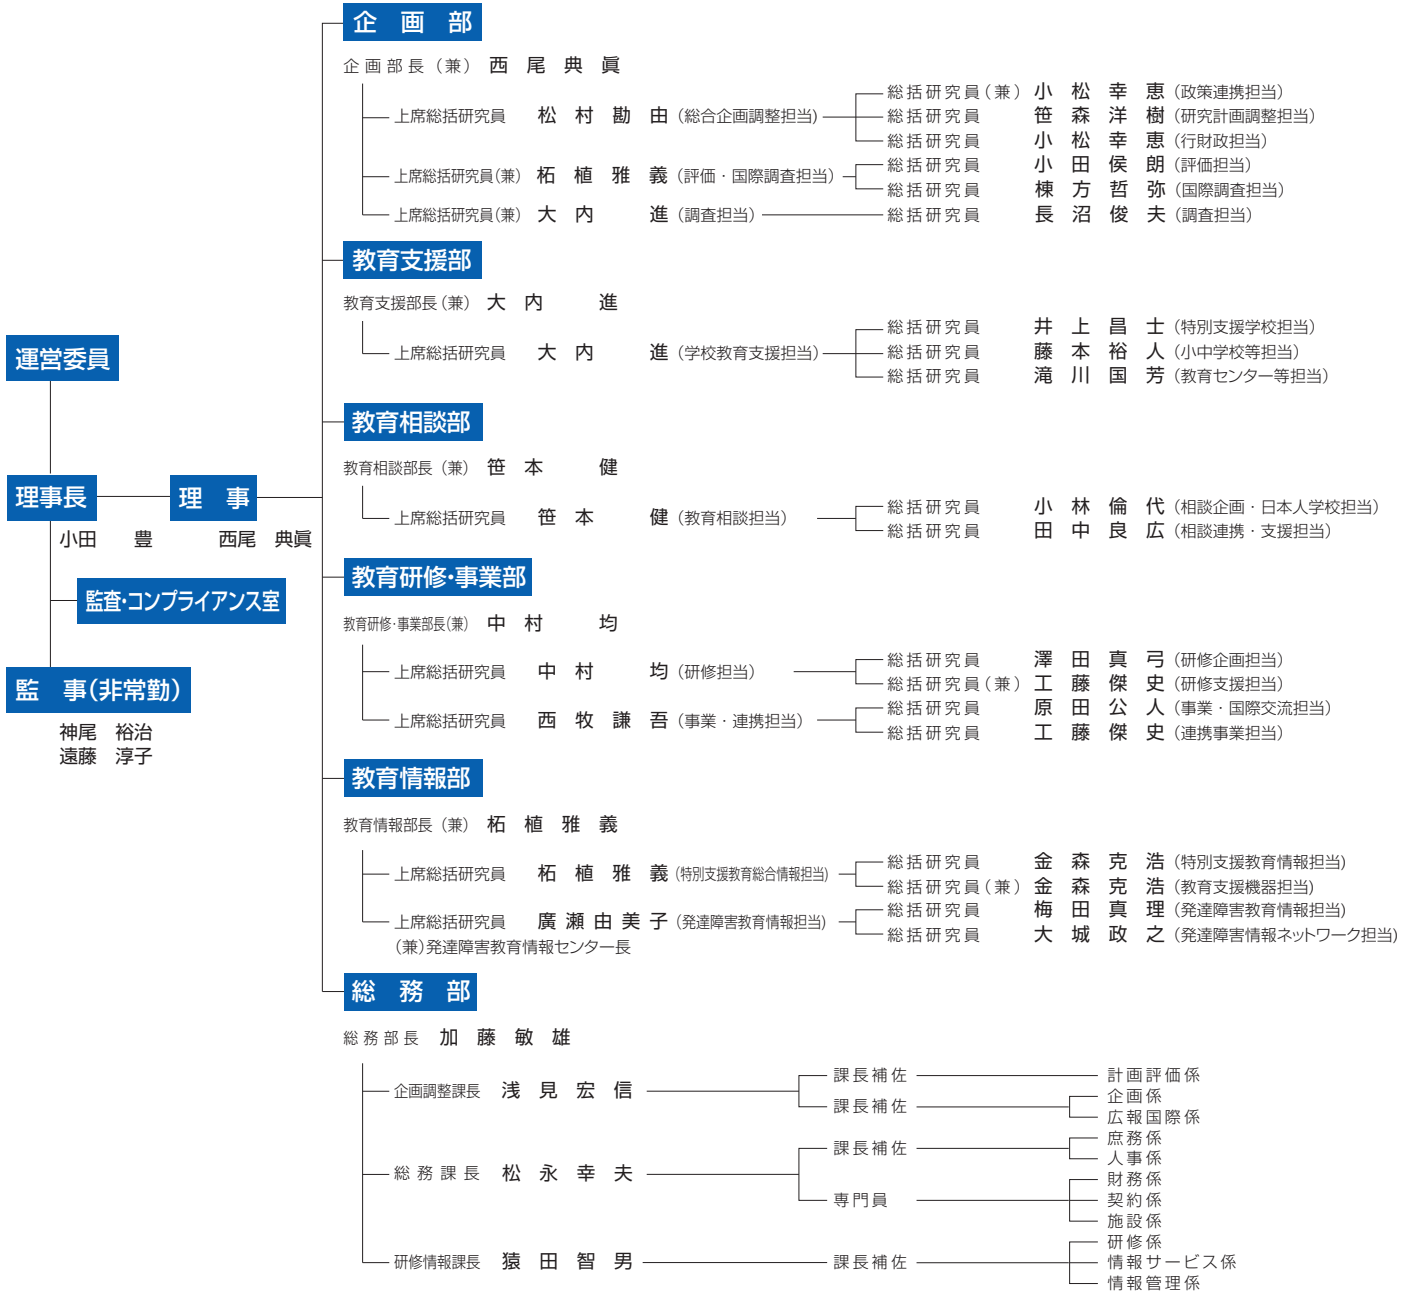 運営委員
理事長
小田 豊
理 事
西尾 典眞
監査・コンプライアンス室
監 事(非常勤)
神尾 裕治
遠藤 淳子
企 画 部
企画部長(兼) 西尾典眞
上席総括研究員 松村勘由(総合企画調整担当)
総括研究員(兼) 小松幸恵(政策連携担当)
総括研究員 笹森洋樹(研究計画調整担当)
総括研究員 小松幸恵(行財政担当)
上席総括研究員(兼) 柘植雅義(評価・国際調査担当)
総括研究員 小田侯朗(評価担当)
総括研究員 棟方哲弥(国際調査担当)
上席総括研究員(兼) 大内 進(調査担当)
総括研究員 長沼俊夫(調査担当)
教育支援部
教育支援部長(兼) 大内 進
上席総括研究員 大内 進(学校教育支援担当)
総括研究員 井上昌士(特別支援学校担当)
総括研究員 藤本裕人(小中学校等担当)
総括研究員 滝川国芳(教育センター等担当)
教育相談部
教育相談部長(兼) 笹本 健
上席総括研究員 笹本 健(教育相談担当)
総括研究員 小林倫代(相談企画・日本人学校担当)
総括研究員 田中良広(相談連携・支援担当)
教育研修・事業部
教育研修・事業部長(兼) 中村 均
上席総括研究員 中村 均(研修担当)
総括研究員 澤田真弓(研修企画担当)
総括研究員(兼) 工藤傑史(研修支援担当)
上席総括研究員 西牧謙吾(事業・連携担当)
総括研究員 原田公人(事業・国際交流担当)
総括研究員 工藤傑史(連携事業担当)
教育情報部
教育情報部長(兼) 柘植雅義
上席総括研究員 柘植雅義(特別支援教育総合情報担当)
総括研究員 金森克浩(特別支援教育情報担当)
総括研究員(兼) 金森克浩(教育支援機器担当)
上席総括研究員 廣瀬由美子(発達障害教育情報担当)
(兼)発達障害教育情報センター長
総括研究員 梅田真理(発達障害教育情報担当)
総括研究員 大城政之(発達障害情報ネットワーク担当)
総 務 部
総務部長 加藤敏雄
企画調整課長 浅見宏信
課長補佐
計画評価係
課長補佐
企画係
広報国際係
総務課長 松永幸夫
課長補佐
庶務係
人事係
専門員
財務係
契約係
施設係
研修情報課長 猿田智男
課長補佐
研修係
情報サービス係
情報管理係